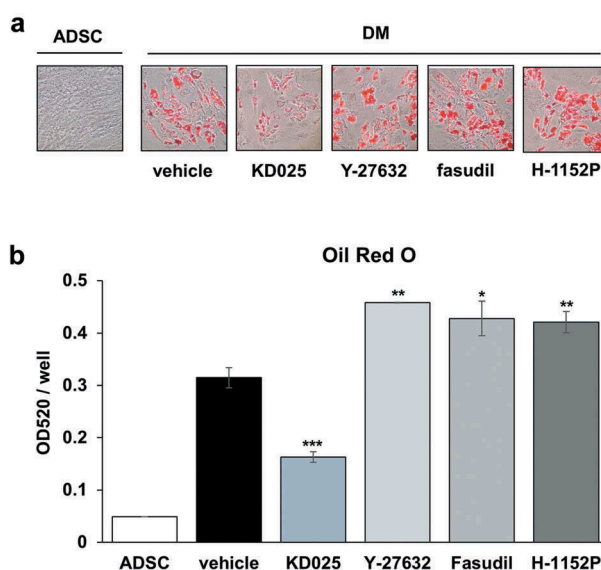 a
ADSC
DM
vehicle KD025 Y-27632 fasudil H-1152P
b
Oil Red O
OD520 / well
0.5
0.4
0.3
0.2
0.1
0
***
**
*
**
ADSC vehicle KD025 Y-27632 Fasudil H-1152P